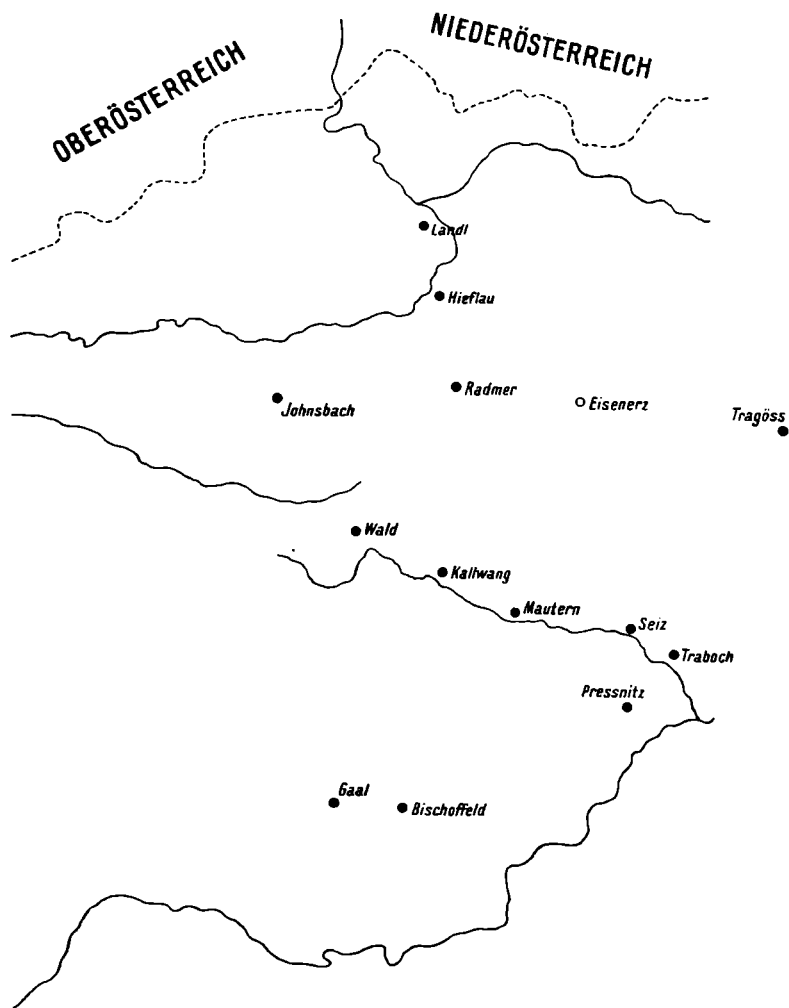 NIEDERÖSTERREICH
OBERÖSTERREICH
Landl
Hieflau
Radmer
Johnsbach
Eisenerz
Tragöss
Wald
Kallwang
Mautern
Seiz
Traboch
Pressnitz
Gaal
Bischoffeld